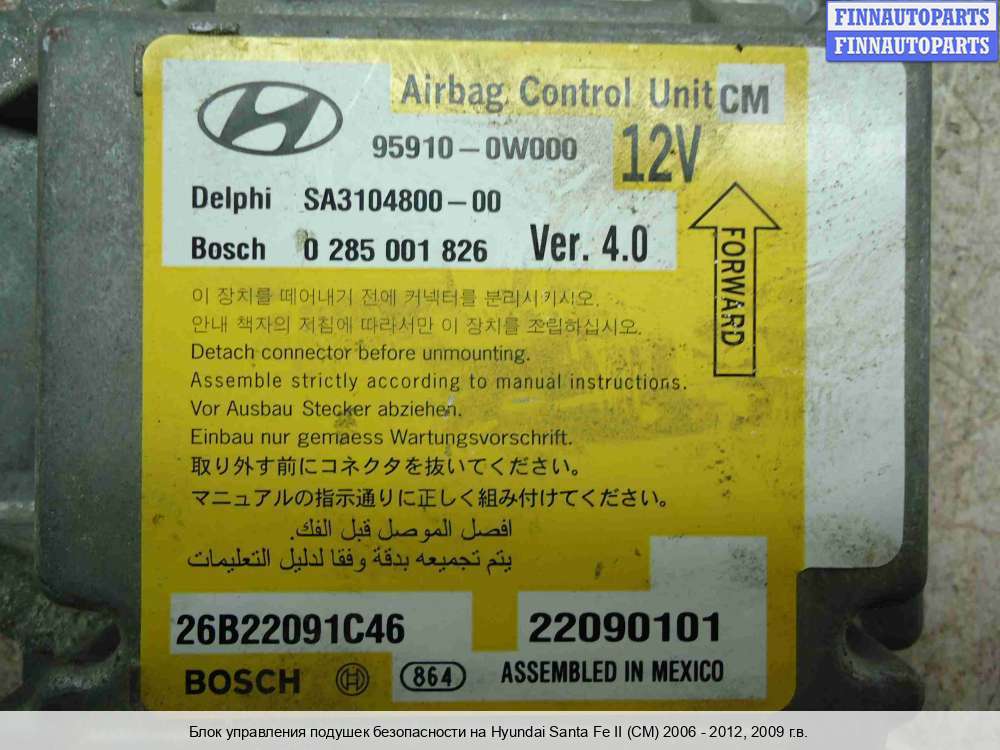 FINNAUTOPARTS
FINNAUTOPARTS
Airbag Control Unit CM
95910-0W000 12V
Delphi SA3104800-00
Bosch 0 285 001 826 Ver. 4.0
FORWARD
이 장치를 떼어내기 전에 커넥터를 분리시키시오.
안내 책자의 저침에 따라서만 이 장치를 조립하십시오.
Detach connector before unmounting.
Assemble strictly according to manual instructions.
Vor Ausbau Stecker abziehen.
Einbau nur gemaess Wartungsvorschrift.
取り外す前にコネクタを抜いてください。
マニュアルの指示通りに正しく組み付けてください。
افصل الموصل قبل الفك.
يتم تجميعه بدقة وفقا لدليل التعليمات
26B22091C46 22090101
BOSCH 864 ASSEMBLED IN MEXICO
Блок управления подушек безопасности на Hyundai Santa Fe II (CM) 2006 - 2012, 2009 г.в.